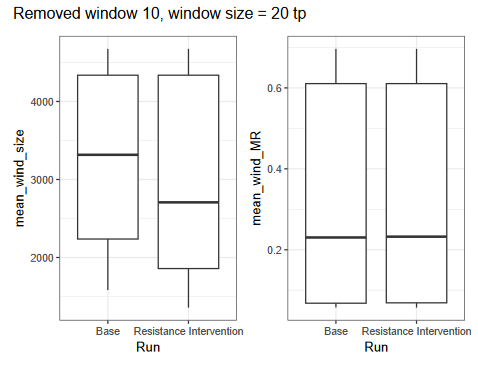 Removed window 10, window size = 20 tp
mean_wind_size
4000
3000
2000
Base
Resistance Intervention
Run
mean_wind_MR
0.6
0.4
0.2
Base
Resistance Intervention
Run